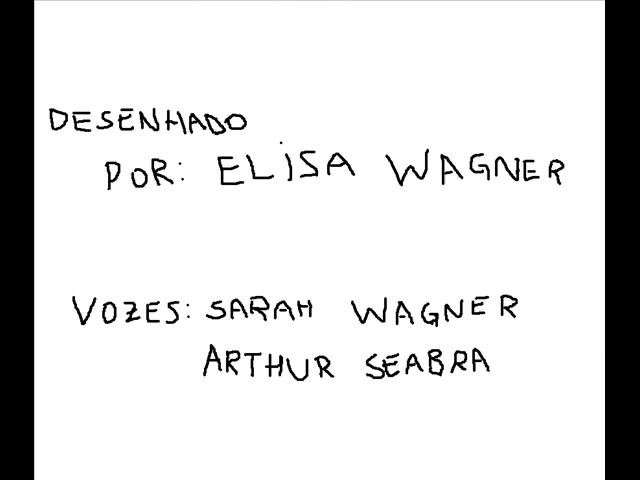 DESENHADO
POR: ELISA WAGNER
VOZES: SARAH WAGNER
ARTHUR SEABRA